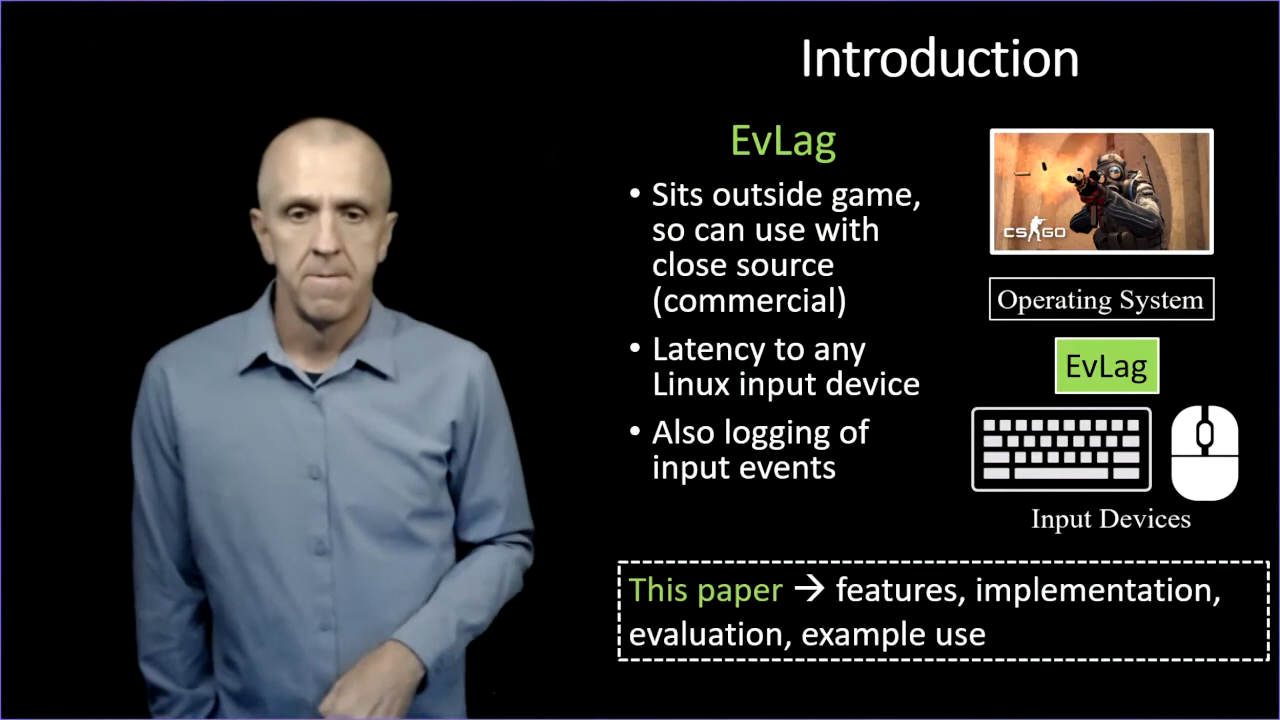 Introduction
EvLag
• Sits outside game,
so can use with
close source
(commercial)
• Latency to any
Linux input device
• Also logging of
input events
CS GO
Operating System
EvLag
Input Devices
This paper → features, implementation,
evaluation, example use